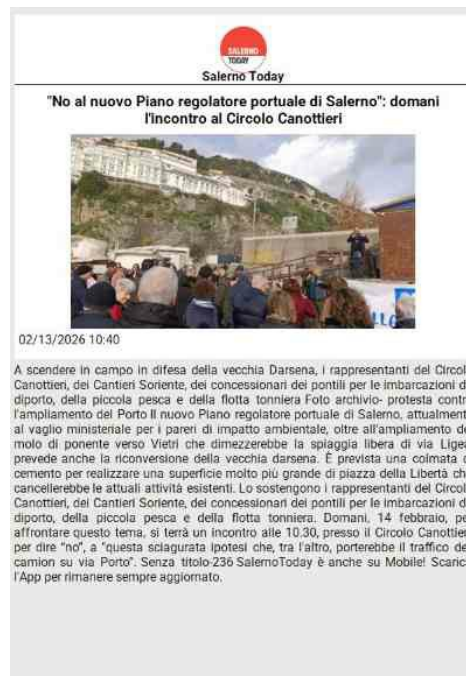 SALERNO
TODAY
Salerno Today
"No al nuovo Piano regolatore portuale di Salerno": domani
l'incontro al Circolo Canottieri
02/13/2026 10:40
A scendere in campo in difesa della vecchia Darsena, i rappresentanti del Circol
Canottieri, dei Cantieri Soriente, dei concessionari dei pontili per le imbarcazioni d
diporto, della piccola pesca e della flotta tonniera Foto archivio- protesta contr
l'ampliamento del Porto Il nuovo Piano regolatore portuale di Salerno, attualment
al vaglio ministeriale per i pareri di impatto ambientale, oltre all'ampliamento de
molo di ponente verso Vietri che dimezzerebbe la spiaggia libera di via Ligea
prevede anche la riconversione della vecchia darsena. È prevista una colmata d
cemento per realizzare una superficie molto più grande di piazza della Libertà ch
cancellerebbe le attuali attività esistenti. Lo sostengono i rappresentanti del Circol
Canottieri, dei Cantieri Soriente, dei concessionari dei pontili per le imbarcazioni d
diporto, della piccola pesca e della flotta tonniera. Domani, 14 febbraio, pe
affrontare questo tema, si terrà un incontro alle 10.30, presso il Circolo Canottier
per dire "no", a "questa sciagurata ipotesi che, tra l'altro, porterebbe il traffico de
camion su via Porto". Senza titolo-236 SalernoToday è anche su Mobile! Scaric
l'App per rimanere sempre aggiornato.